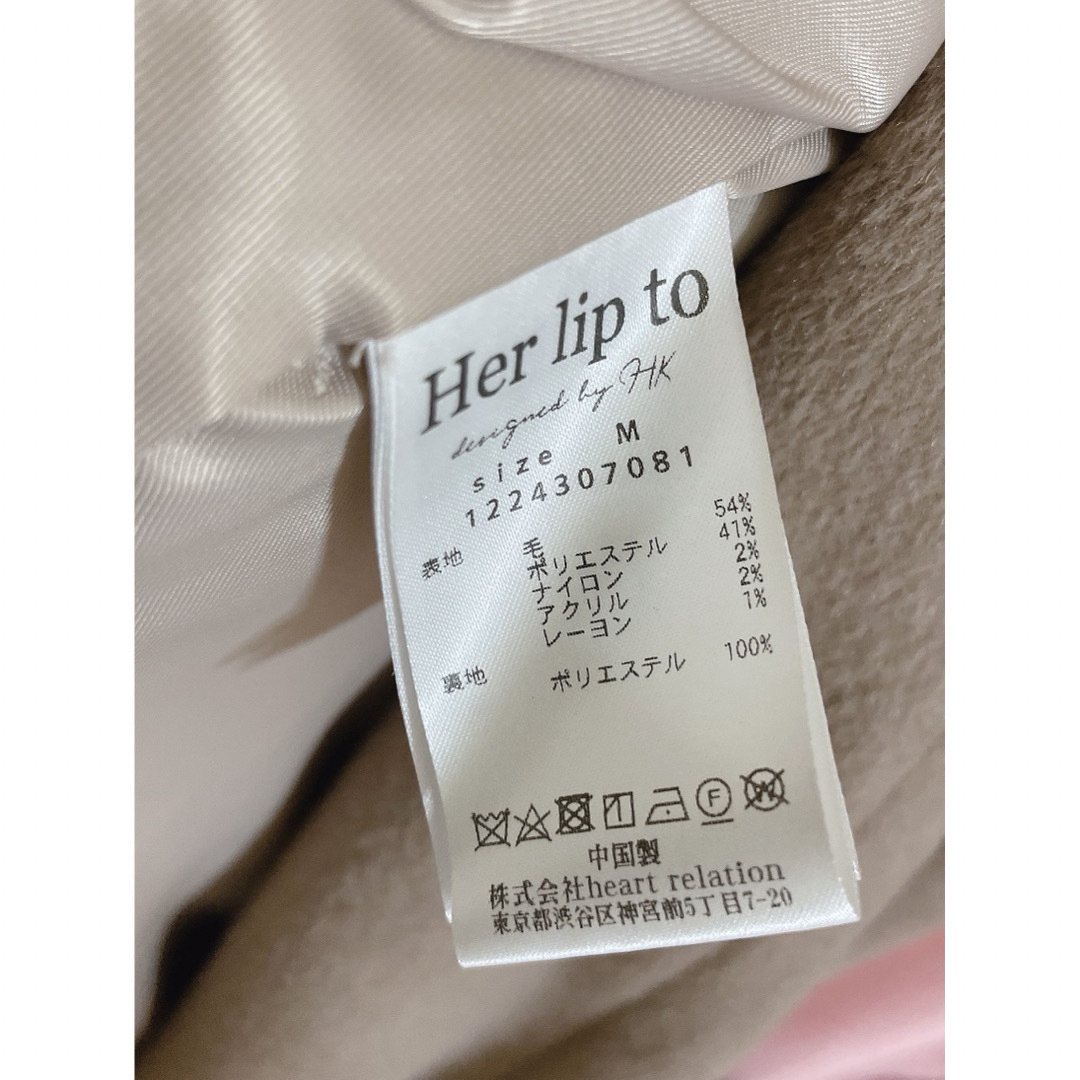 Her lip to
designed by HK
size M
1224307081
表地 毛 54%
ポリエステル 41%
ナイロン 2%
アクリル 2%
レーヨン 1%
裏地 ポリエステル 100%
F W
中国製
株式会社heart relation
東京都渋谷区神宮前5丁目7-20